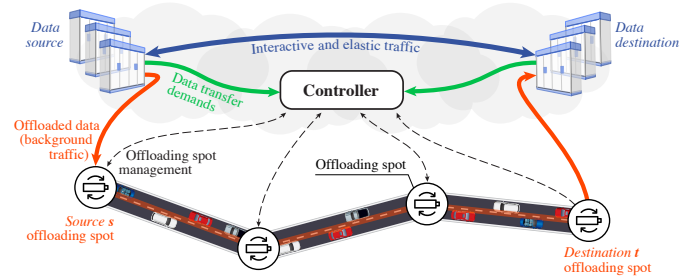 Data
source
Data
destination
Interactive and elastic traffic
Data transfer
demands
Controller
Offloaded data
(background
traffic)
Offloading spot
management
Offloading spot
Source s
offloading spot
Destination t
offloading spot